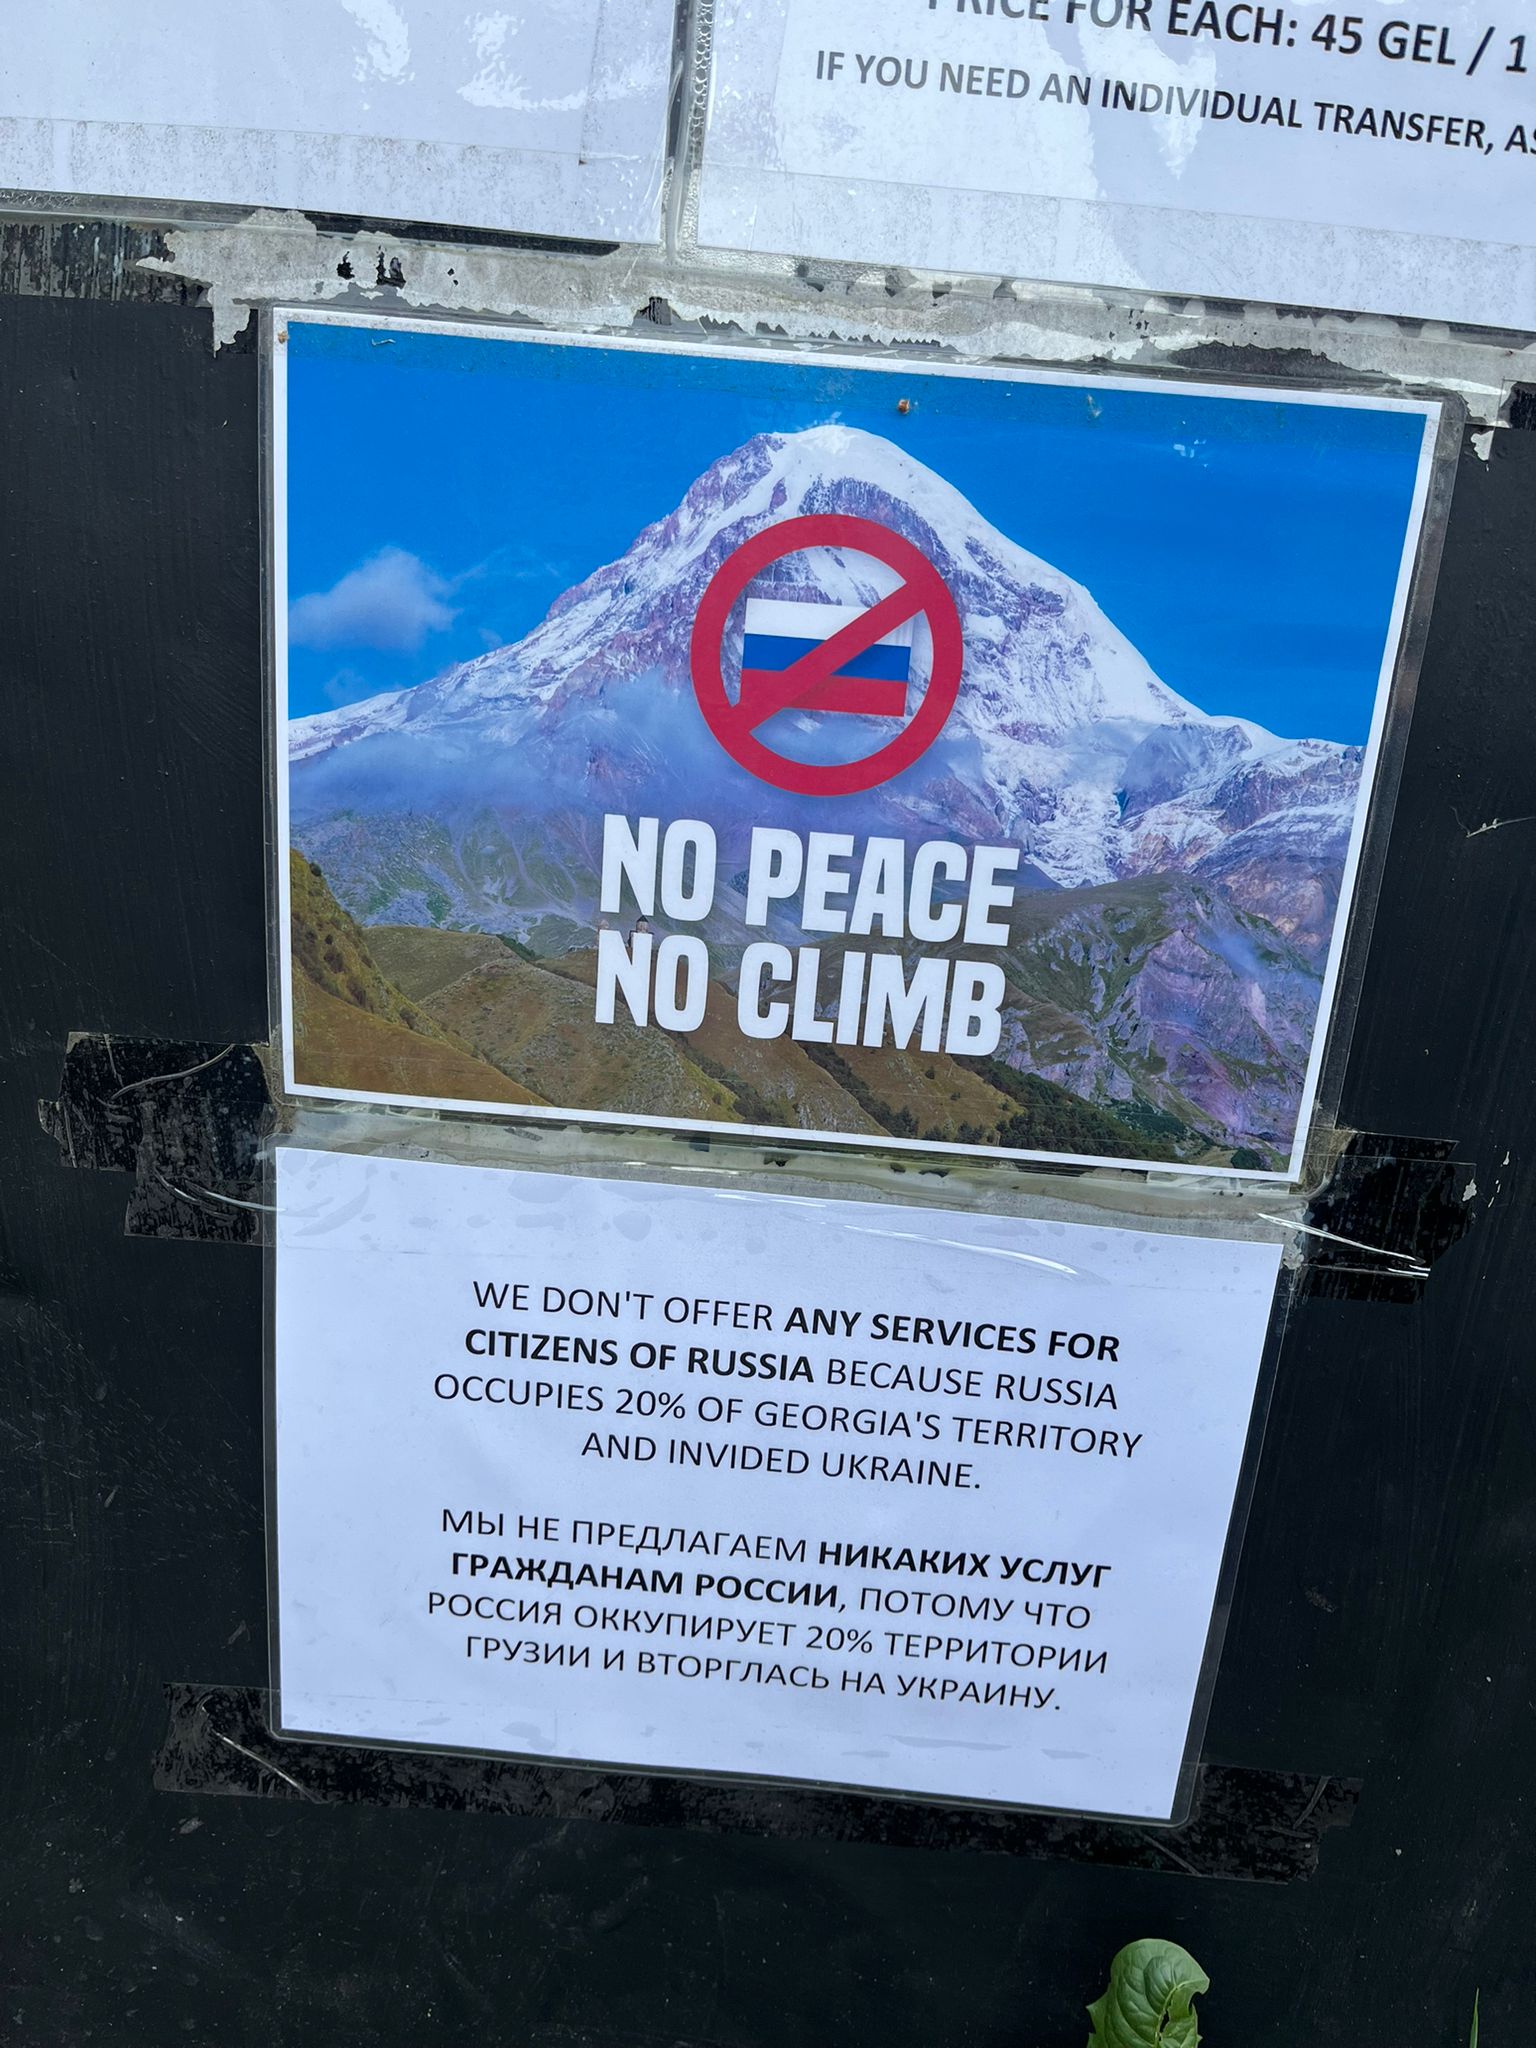 PRICE FOR EACH: 45 GEL / 1
IF YOU NEED AN INDIVIDUAL TRANSFER,
NO PEACE
NO CLIMB
WE DON'T OFFER ANY SERVICES FOR
CITIZENS OF RUSSIA BECAUSE RUSSIA
OCCUPIES 20% OF GEORGIA'S TERRITORY
AND INVIDED UKRAINE.
МЫ НЕ ПРЕДЛАГАЕМ НИКАКИХ УСЛУГ
ГРАЖДАНАМ РОССИИ, ПОТОМУ ЧТО
РОССИЯ ОККУПИРУЕТ 20% ТЕРРИТОРИИ
ГРУЗИИ И ВТОРГЛАСЬ НА УКРАИНУ.